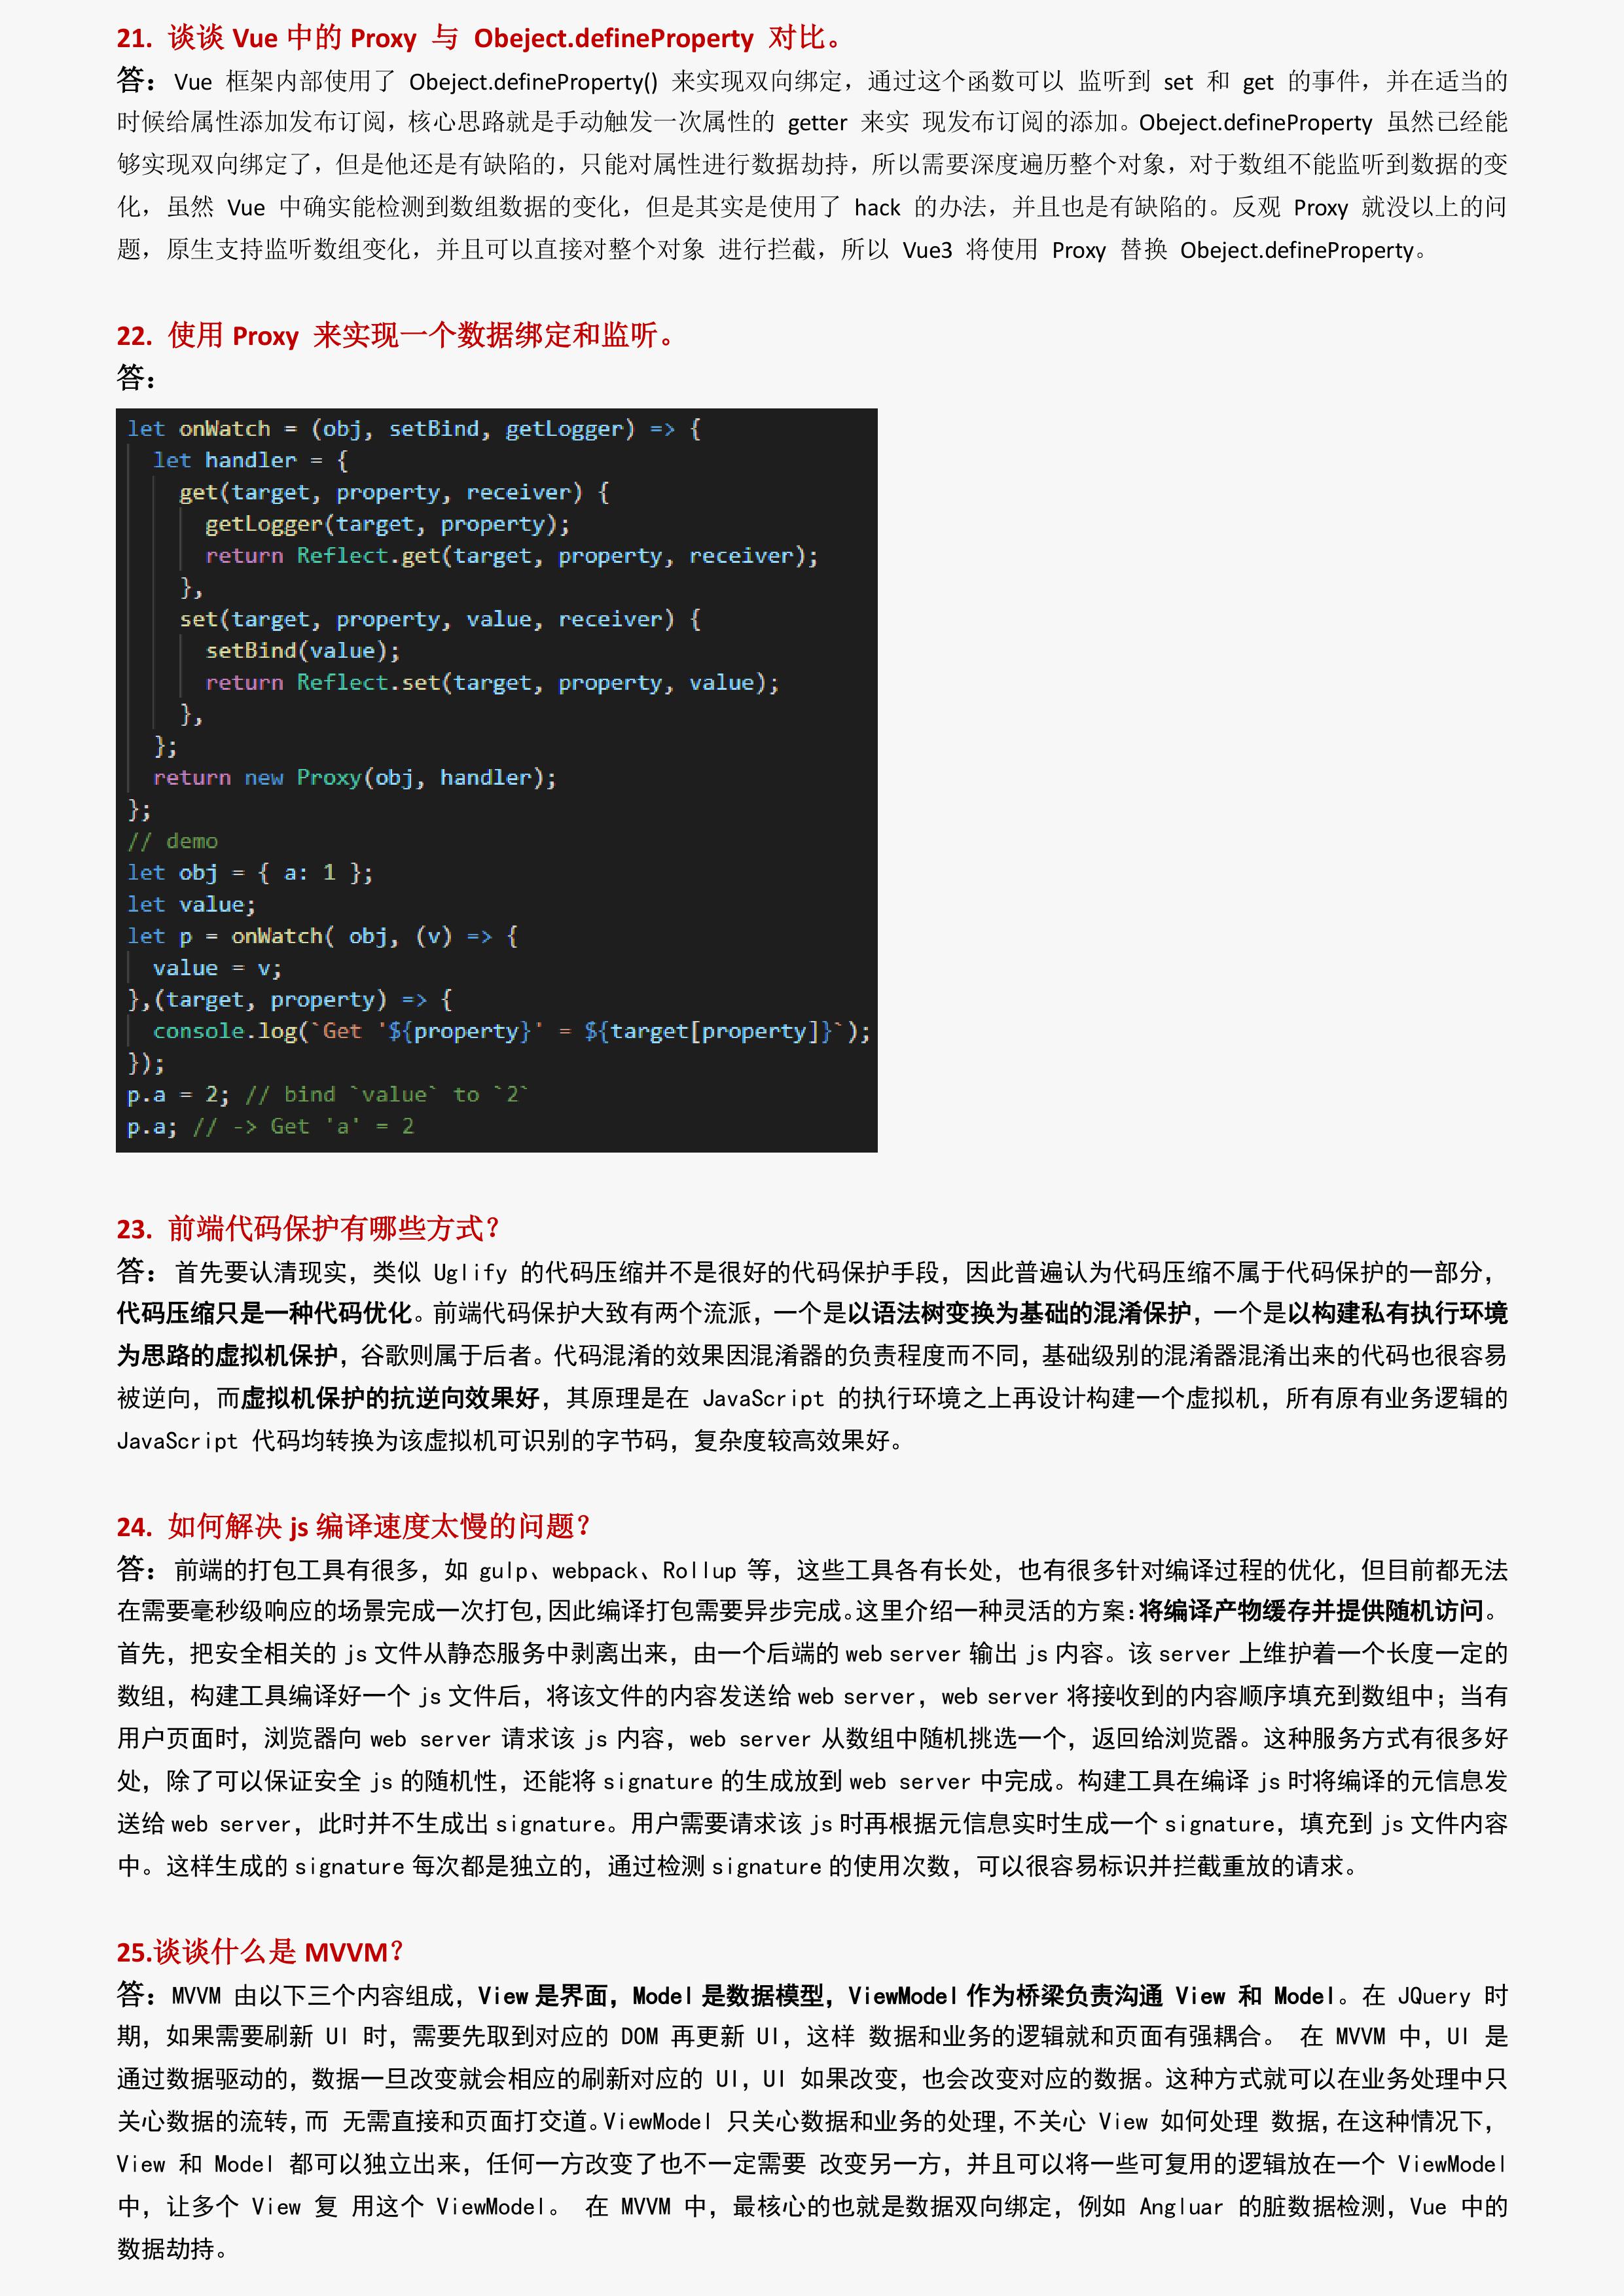 21. 谈谈 Vue 中的 Proxy 与 Obeject.defineProperty 对比。
答：Vue 框架内部使用了 Obeject.defineProperty() 来实现双向绑定，通过这个函数可以 监听到 set 和 get 的事件，并在适当的
时候给属性添加发布订阅，核心思路就是手动触发一次属性的 getter 来实 现发布订阅的添加。Obeject.defineProperty 虽然已经能
够实现双向绑定了，但是他还是有缺陷的，只能对属性进行数据劫持，所以需要深度遍历整个对象，对于数组不能监听到数据的变
化，虽然 Vue 中确实能检测到数组数据的变化，但是其实是使用了 hack 的办法，并且也是有缺陷的。反观 Proxy 就没以上的问
题，原生支持监听数组变化，并且可以直接对整个对象 进行拦截，所以 Vue3 将使用 Proxy 替换 Obeject.defineProperty。
22. 使用 Proxy 来实现一个数据绑定和监听。
答：
let onWatch = (obj, setBind, getLogger) => {
let handler = {
get(target, property, receiver) {
getLogger(target, property);
return Reflect.get(target, property, receiver);
},
set(target, property, value, receiver) {
setBind(value);
return Reflect.set(target, property, value);
},
};
return new Proxy(obj, handler);
};
// demo
let obj = { a: 1 };
let value;
let p = onWatch( obj, (v) => {
value = v;
},(target, property) => {
console.log(`Get '${property}' = ${target[property]}`);
});
p.a = 2; // bind `value` to `2`
p.a; // -> Get 'a' = 2
23. 前端代码保护有哪些方式？
答：首先要认清现实，类似 Uglify 的代码压缩并不是很好的代码保护手段，因此普遍认为代码压缩不属于代码保护的一部分，
代码压缩只是一种代码优化。前端代码保护大致有两个流派，一个是以语法树变换为基础的混淆保护，一个是以构建私有执行环境
为思路的虚拟机保护，谷歌则属于后者。代码混淆的效果因混淆器的负责程度而不同，基础级别的混淆器混淆出来的代码也很容易
被逆向，而虚拟机保护的抗逆向效果好，其原理是在 JavaScript 的执行环境之上再设计构建一个虚拟机，所有原有业务逻辑的
JavaScript 代码均转换为该虚拟机可识别的字节码，复杂度较高效果好。
24. 如何解决 js 编译速度太慢的问题？
答：前端的打包工具有很多，如 gulp、webpack、Rollup 等，这些工具各有长处，也有很多针对编译过程的优化，但目前都无法
在需要毫秒级响应的场景完成一次打包，因此编译打包需要异步完成。这里介绍一种灵活的方案：将编译产物缓存并提供随机访问。
首先，把安全相关的 js 文件从静态服务中剥离出来，由一个后端的 web server 输出 js 内容。该 server 上维护着一个长度一定的
数组，构建工具编译好一个 js 文件后，将该文件的内容发送给 web server，web server 将接收到的内容顺序填充到数组中；当有
用户页面时，浏览器向 web server 请求该 js 内容，web server 从数组中随机挑选一个，返回给浏览器。这种服务方式有很多好
处，除了可以保证安全 js 的随机性，还能将 signature 的生成放到 web server 中完成。构建工具在编译 js 时将编译的元信息发
送给 web server，此时并不生成出 signature。用户需要请求该 js 时再根据元信息实时生成一个 signature，填充到 js 文件内容
中。这样生成的 signature 每次都是独立的，通过检测 signature 的使用次数，可以很容易标识并拦截重放的请求。
25.谈谈什么是 MVVM？
答：MVVM 由以下三个内容组成，View 是界面，Model 是数据模型，ViewModel 作为桥梁负责沟通 View 和 Model。在 JQuery 时
期，如果需要刷新 UI 时，需要先取到对应的 DOM 再更新 UI，这样 数据和业务的逻辑就和页面有强耦合。 在 MVVM 中，UI 是
通过数据驱动的，数据一旦改变就会相应的刷新对应的 UI，UI 如果改变，也会改变对应的数据。这种方式就可以在业务处理中只
关心数据的流转，而 无需直接和页面打交道。ViewModel 只关心数据和业务的处理，不关心 View 如何处理 数据，在这种情况下，
View 和 Model 都可以独立出来，任何一方改变了也不一定需要 改变另一方，并且可以将一些可复用的逻辑放在一个 ViewModel
中，让多个 View 复 用这个 ViewModel。 在 MVVM 中，最核心的也就是数据双向绑定，例如 Angluar 的脏数据检测，Vue 中的
数据劫持。